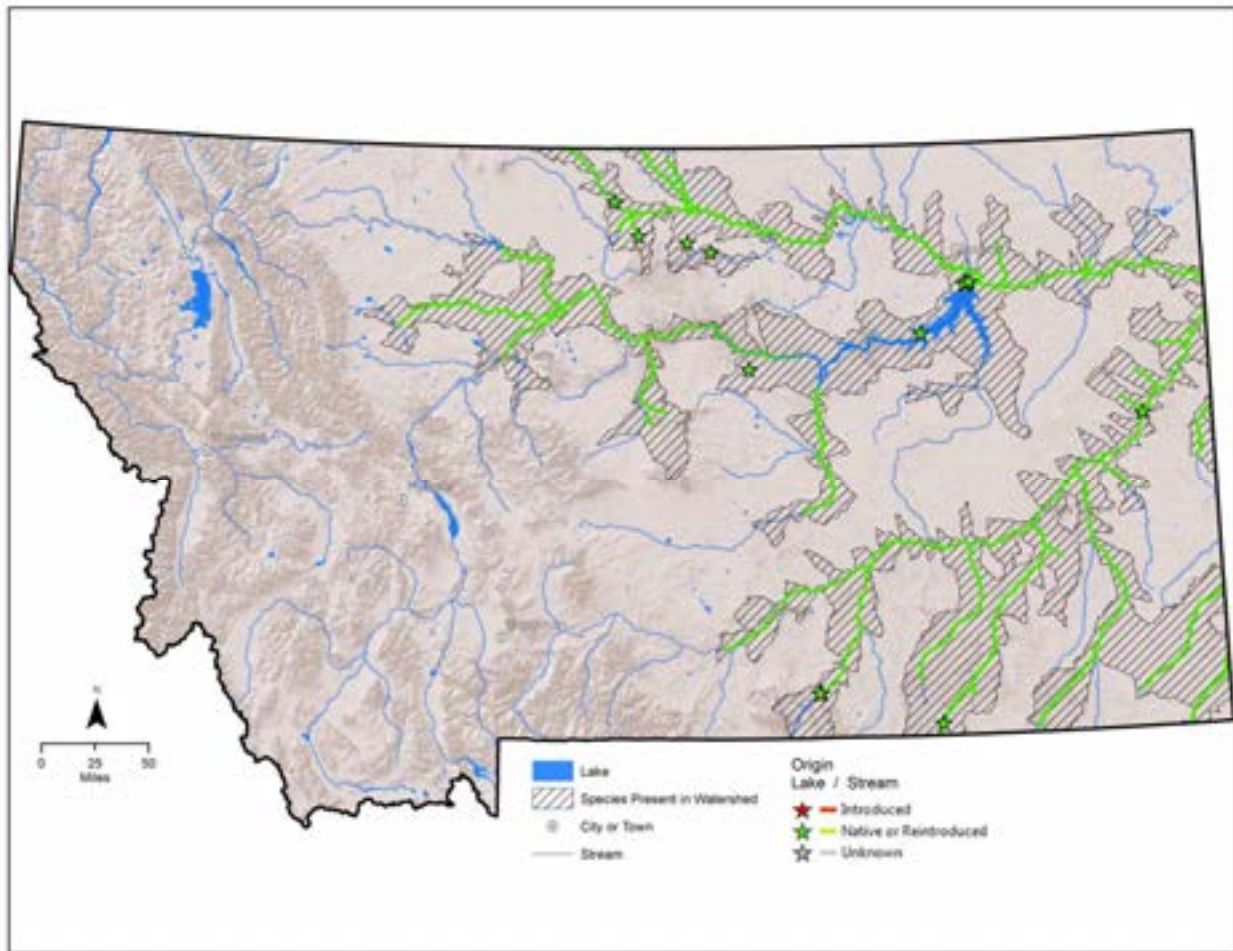 N
0 25 50
Miles
Lake
Species Present in Watershed
City or Town
Stream
Origin
Lake / Stream
Introduced
Native or Reintroduced
Unknown